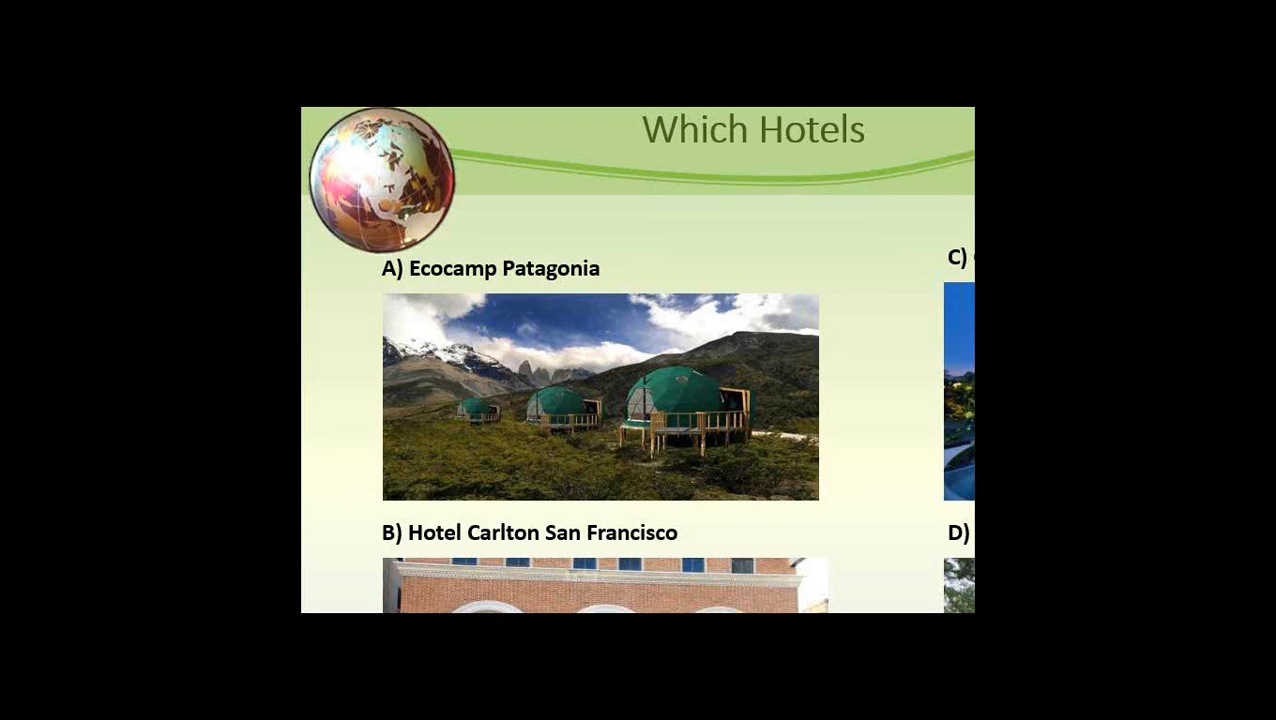 Which Hotels
A) Ecocamp Patagonia
C)
B) Hotel Carlton San Francisco
D)